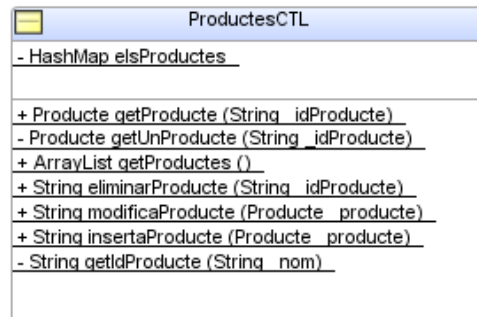 ProductesCTL
- HashMap elsProductes
+ Producte getProducte (String _idProducte)
- Producte getUnProducte (String _idProducte)
+ ArrayList getProductes ()
+ String eliminarProducte (String _idProducte)
+ String modificaProducte (Producte _producte)
+ String insertaProducte (Producte _producte)
- String getIdProducte (String _nom)